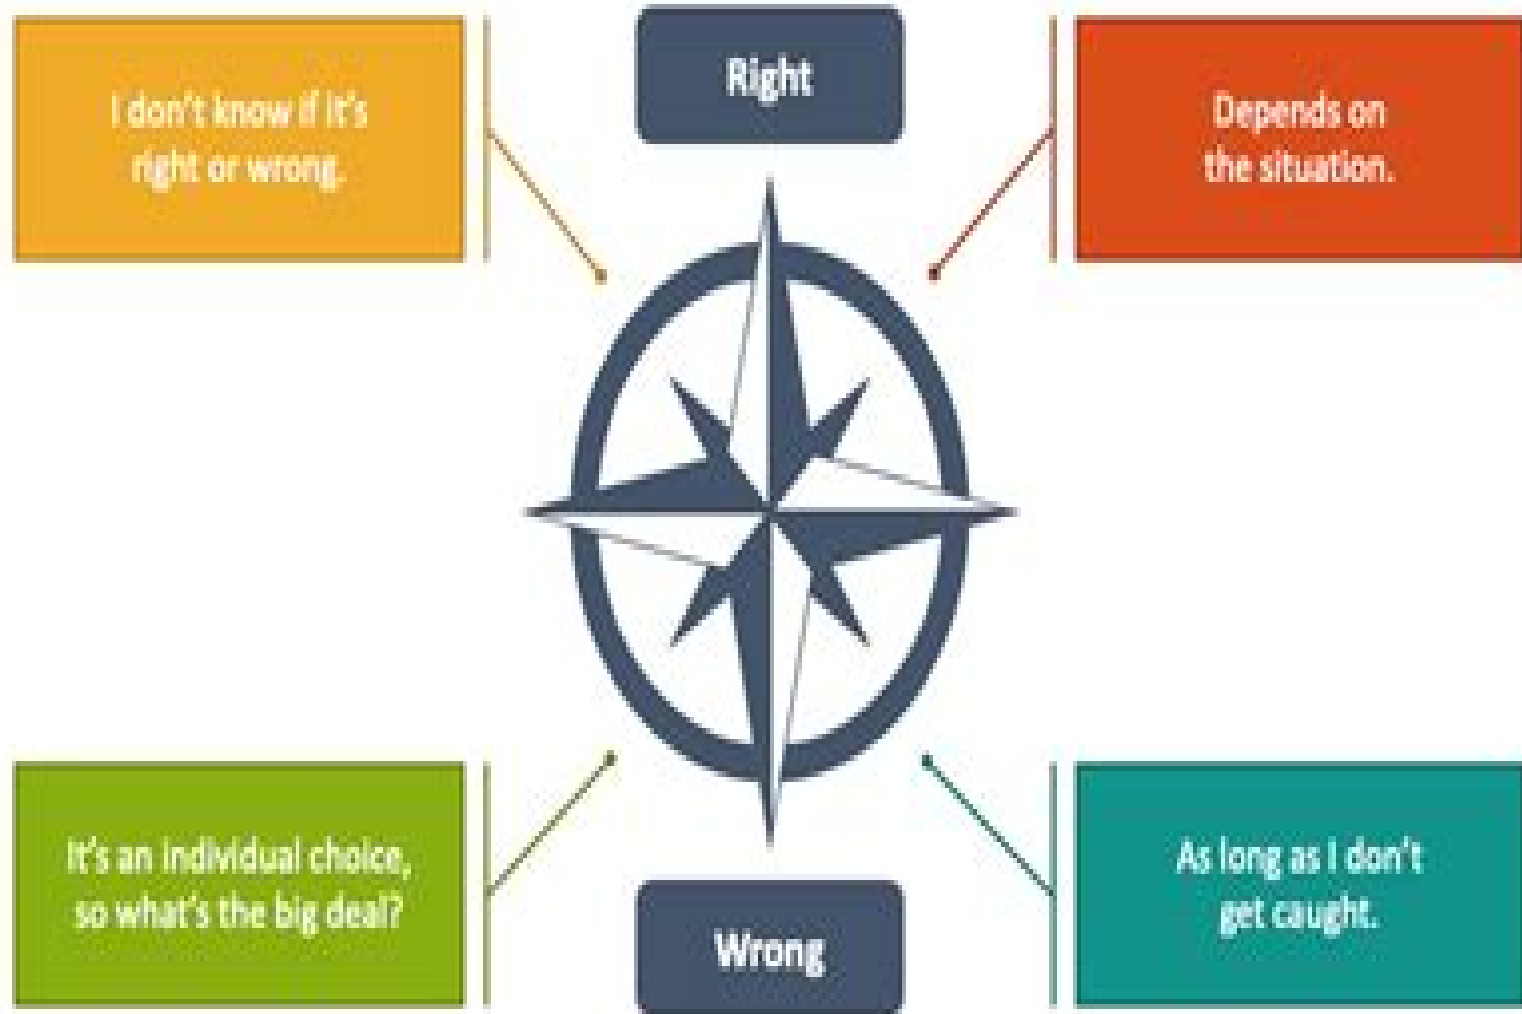 I don't know if it's
right or wrong.
Right
Depends on
the situation.
It's an individual choice,
so what's the big deal?
Wrong
As long as I don't
get caught.